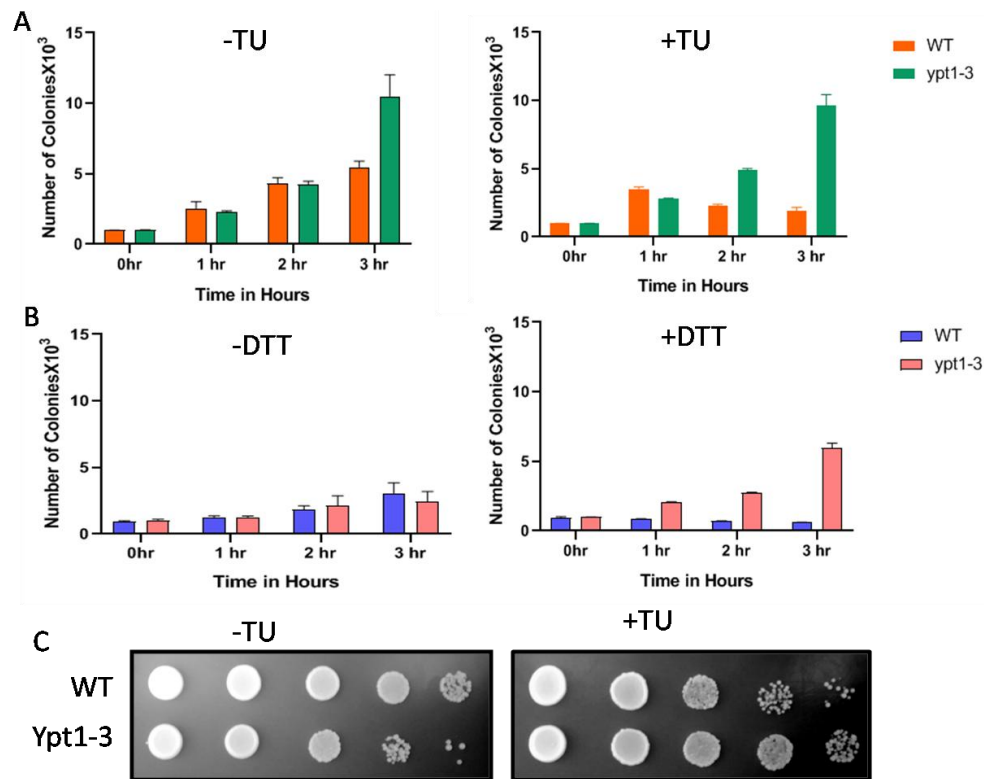 A
-TU
+TU
WT
ypt1-3
Number of ColoniesX10³
15
10
5
0
0hr 1 hr 2 hr 3 hr
Time in Hours
Number of ColoniesX10³
15
10
5
0
0hr 1 hr 2 hr 3 hr
Time in Hours
B
-DTT
+DTT
WT
ypt1-3
Number of ColoniesX10³
15
10
5
0
0hr 1 hr 2 hr 3 hr
Time in Hours
Number of ColoniesX10³
15
10
5
0
0hr 1 hr 2 hr 3 hr
Time in Hours
C
-TU
+TU
WT
Ypt1-3